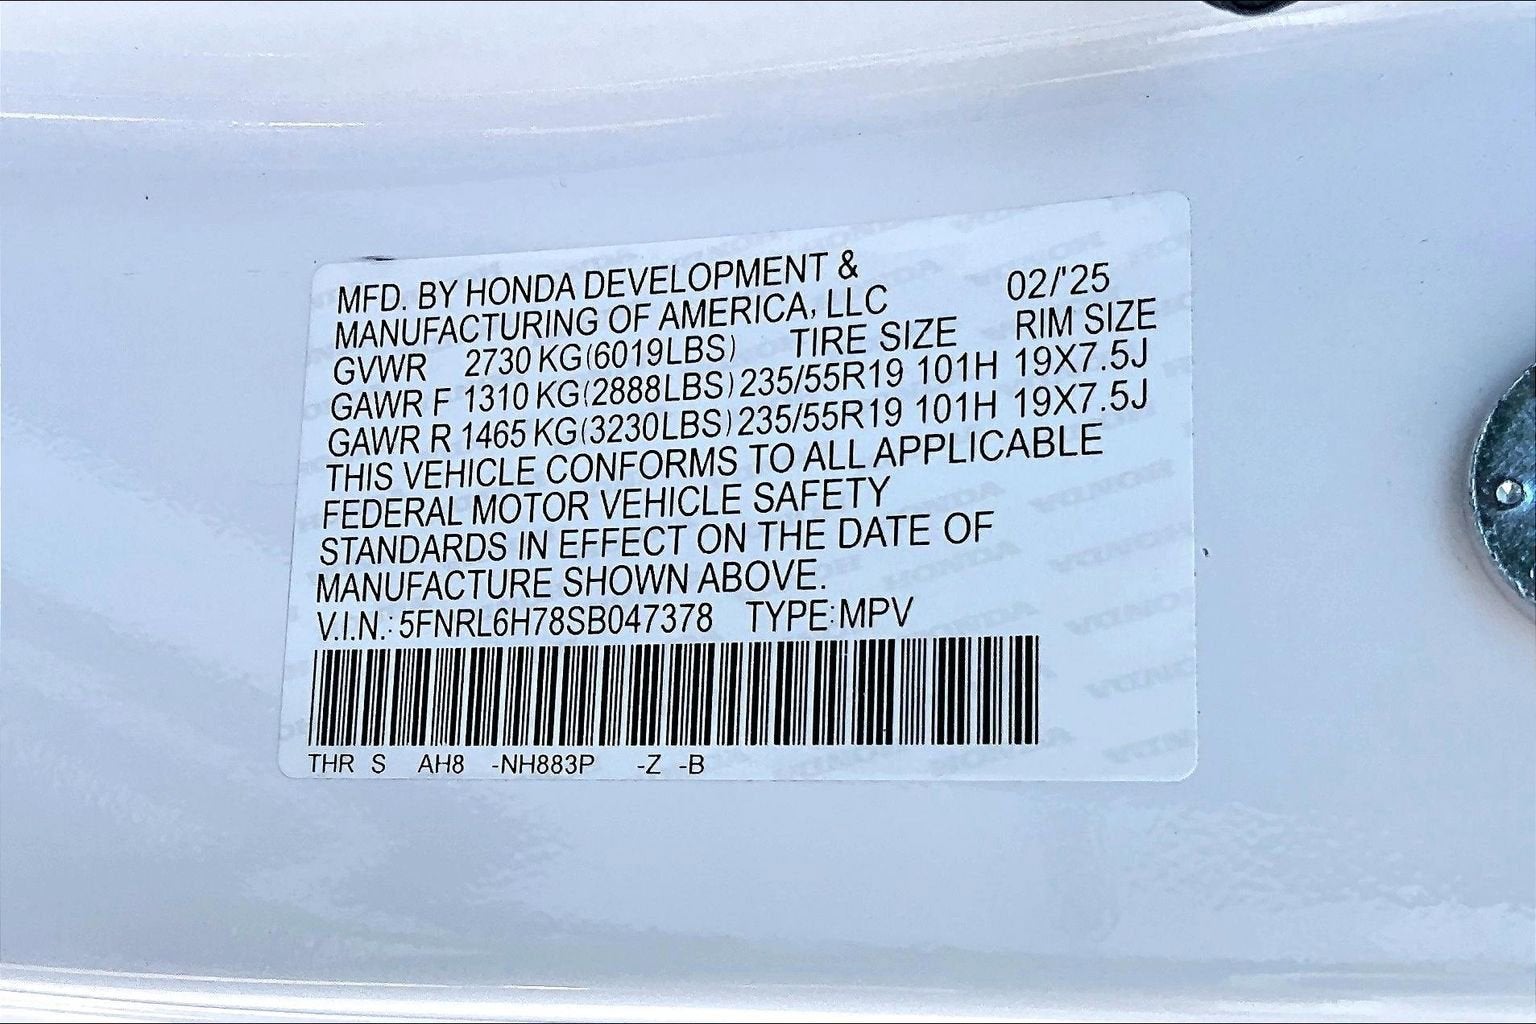 MFD. BY HONDA DEVELOPMENT &
MANUFACTURING OF AMERICA, LLC 02/'25
GVWR 2730 KG(6019LBS) TIRE SIZE RIM SIZE
GAWR F 1310 KG(2888LBS) 235/55R19 101H 19X7.5J
GAWR R 1465 KG(3230LBS) 235/55R19 101H 19X7.5J
THIS VEHICLE CONFORMS TO ALL APPLICABLE
FEDERAL MOTOR VEHICLE SAFETY
STANDARDS IN EFFECT ON THE DATE OF
MANUFACTURE SHOWN ABOVE.
V.I.N.: 5FNRL6H78SB047378 TYPE: MPV
THR S AH8 -NH883P -Z -B